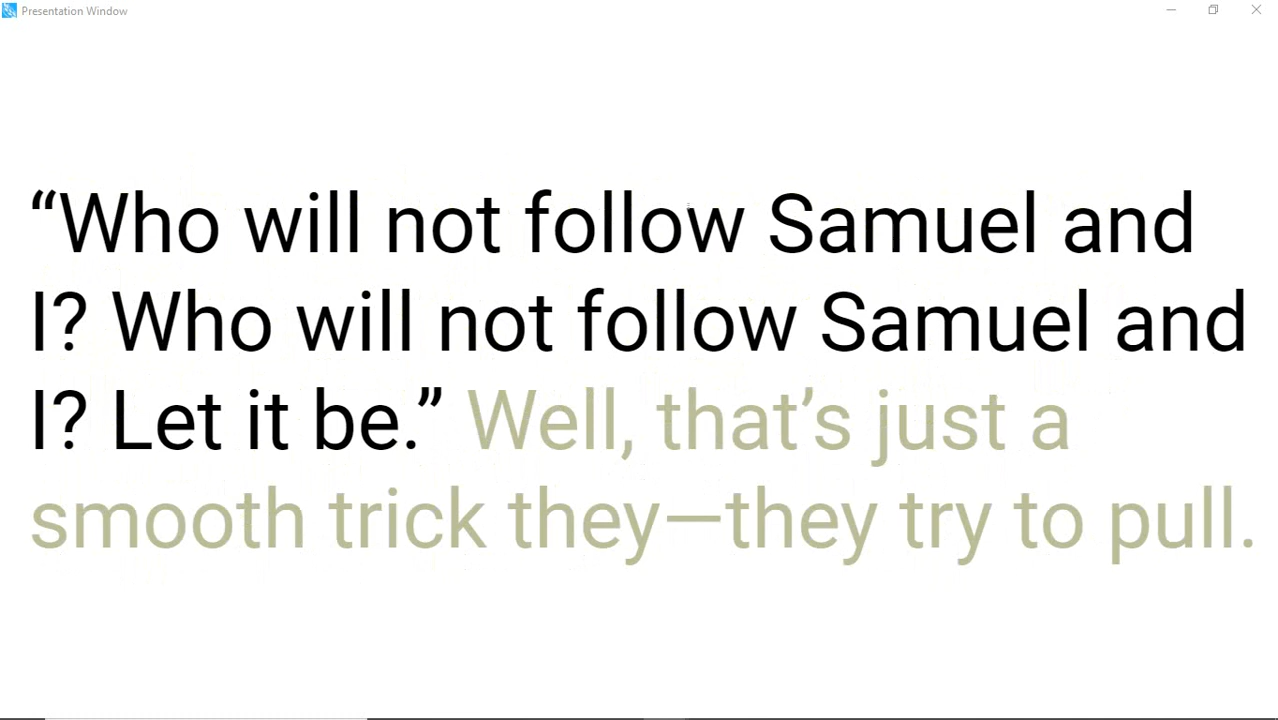 Presentation Window
“Who will not follow Samuel and
I? Who will not follow Samuel and
I? Let it be.” Well, that’s just a
smooth trick they—they try to pull.